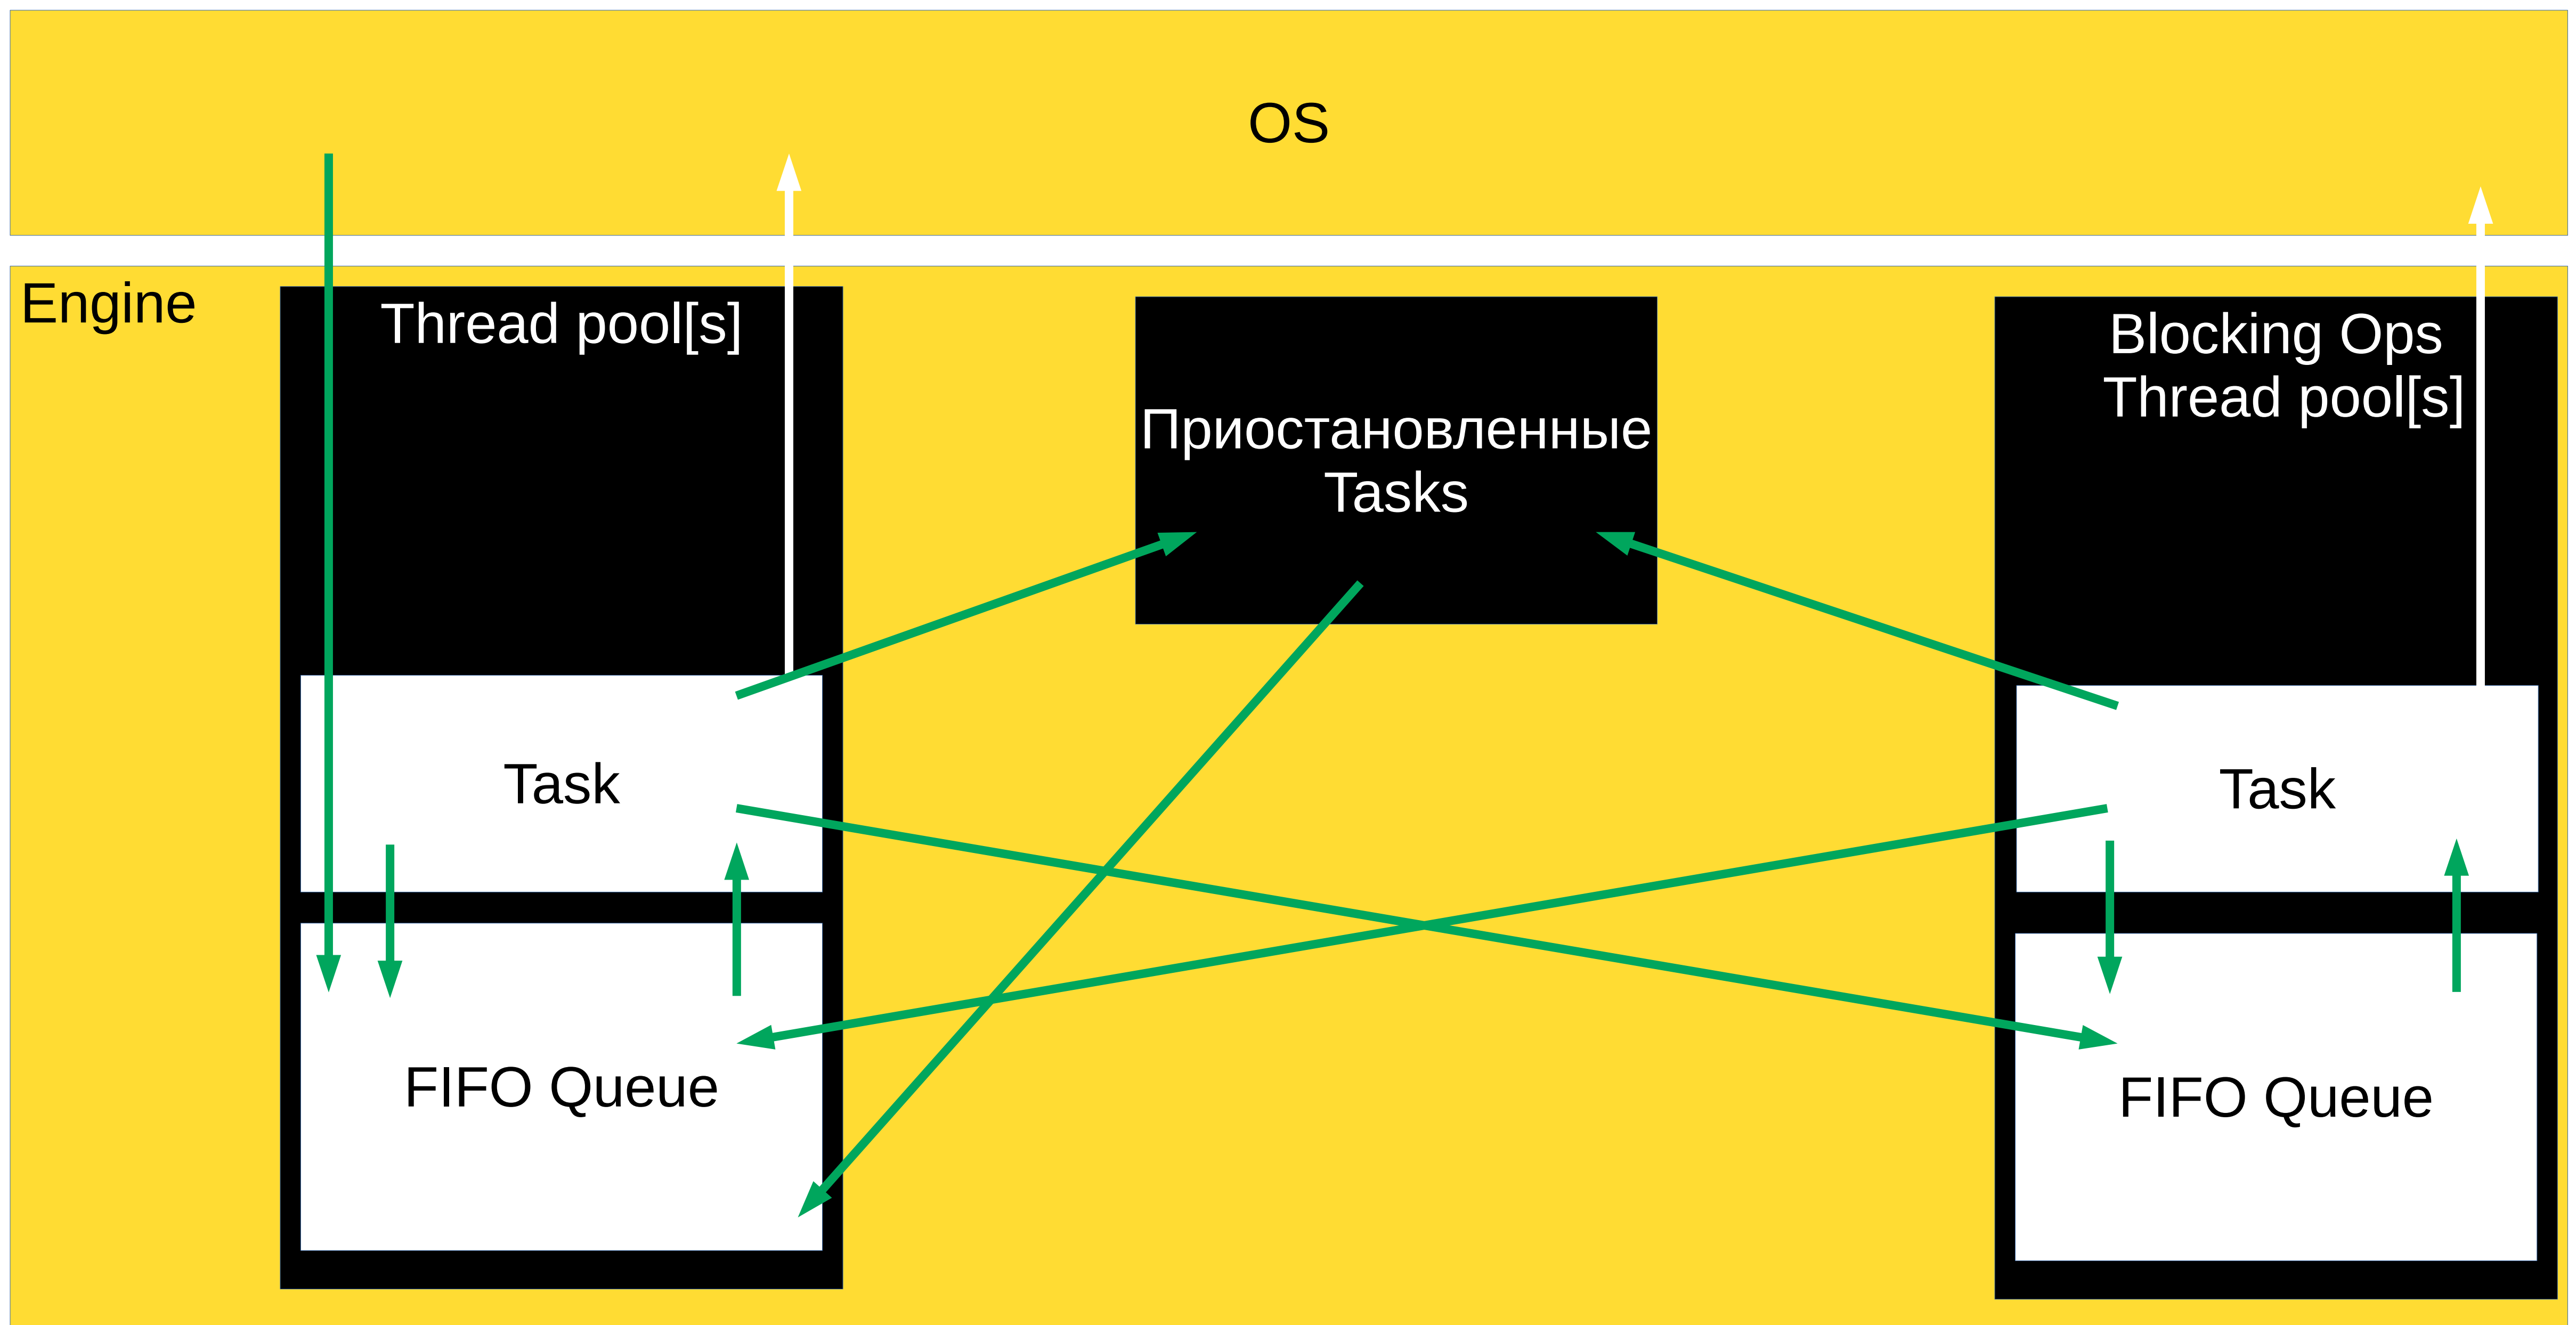 OS
Engine
Thread pool[s]
Приостановленные
Tasks
Blocking Ops
Thread pool[s]
Task
Task
FIFO Queue
FIFO Queue